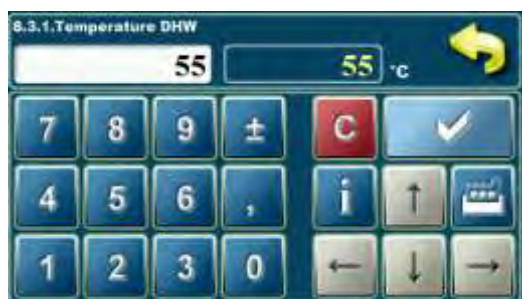 8.3.1.Temperature DHW
55 55 °C
7 8 9 ± C
4 5 6 , i ↑
1 2 3 0 ← ↓ →